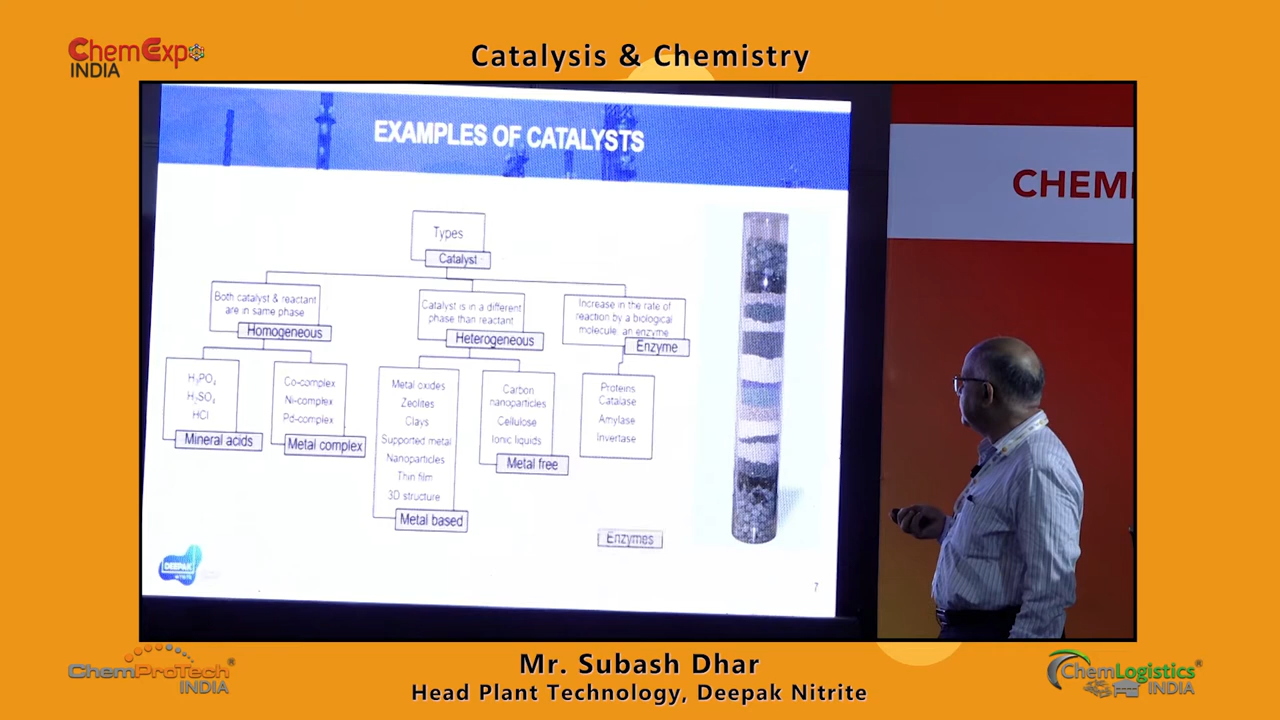 ChemExpo
INDIA
Catalysis & Chemistry
EXAMPLES OF CATALYSTS
Types
Catalyst
Both catalyst & reactant
are in same phase
Homogeneous
Catalyst is in a different
phase than reactant
Heterogeneous
Increase in the rate of
reaction by a biological
molecule, an enzyme
Enzyme
H₃PO₄
H₂SO₄
HCl
Mineral acids
Co-complex
Ni-complex
Pd-complex
Metal complex
Metal oxides
Zeolites
Clays
Supported metal
Nanoparticles
Thin film
3D structure
Metal based
Carbon
nanoparticles
Cellulose
Ionic liquids
Metal free
Proteins
Catalase
Amylase
Invertase
Enzymes
DEEPAK
NITRITE
7
CHEM
ChemProTech®
INDIA
Mr. Subash Dhar
Head Plant Technology, Deepak Nitrite
ChemLogistics®
INDIA